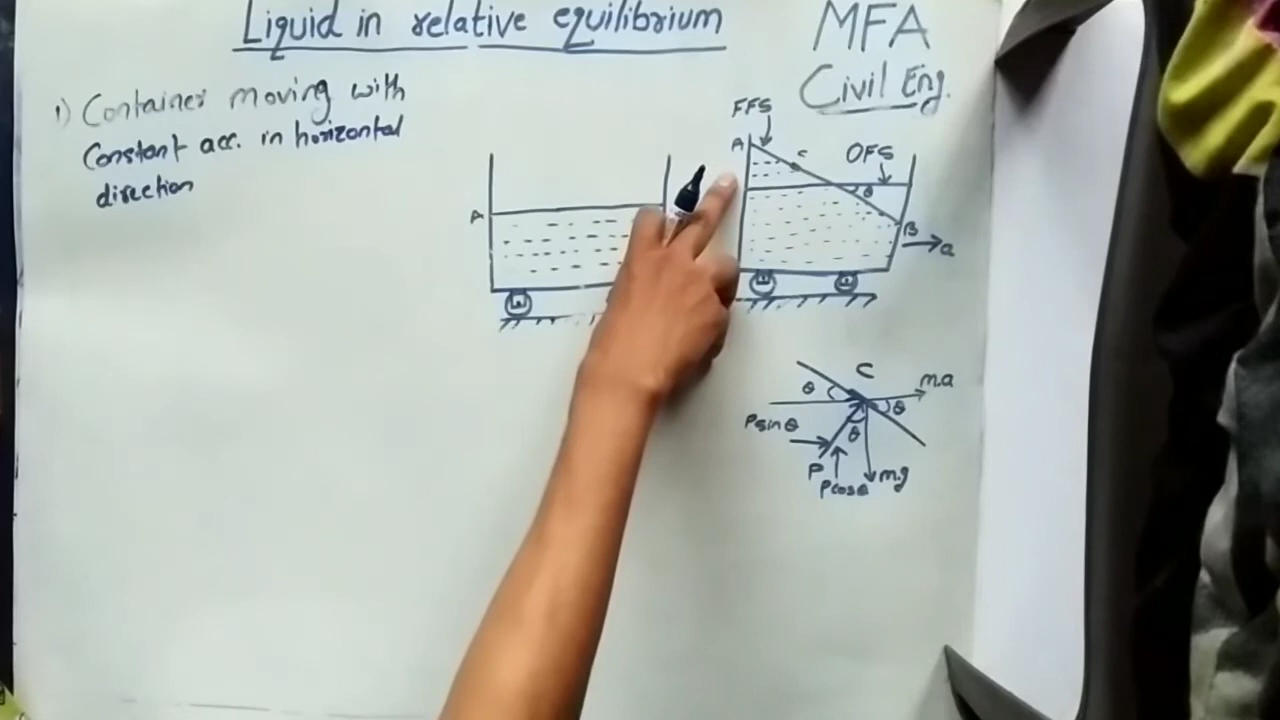 Liquid in relative equilibrium
MFA
Civil Eng.
1) Container moving with
Constant acc. in horizontal
direction
FFS
A
C
OFS
θ
A
B
a
C
m.a
θ
θ
Psinθ
θ
P
Pcosθ
mg